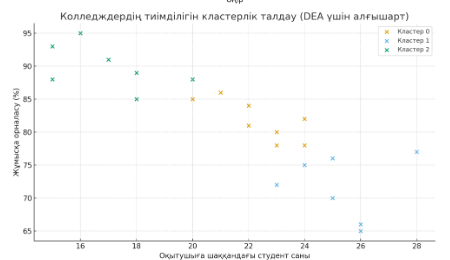 Өңір
Колледждердің тиімділігін кластерлік талдау (DEA үшін алғышарт)
Кластер 0
Кластер 1
Кластер 2
Жұмысқа орналасу (%)
95
90
85
80
75
70
65
16
18
20
22
24
26
28
Оқытушыға шаққандағы студент саны